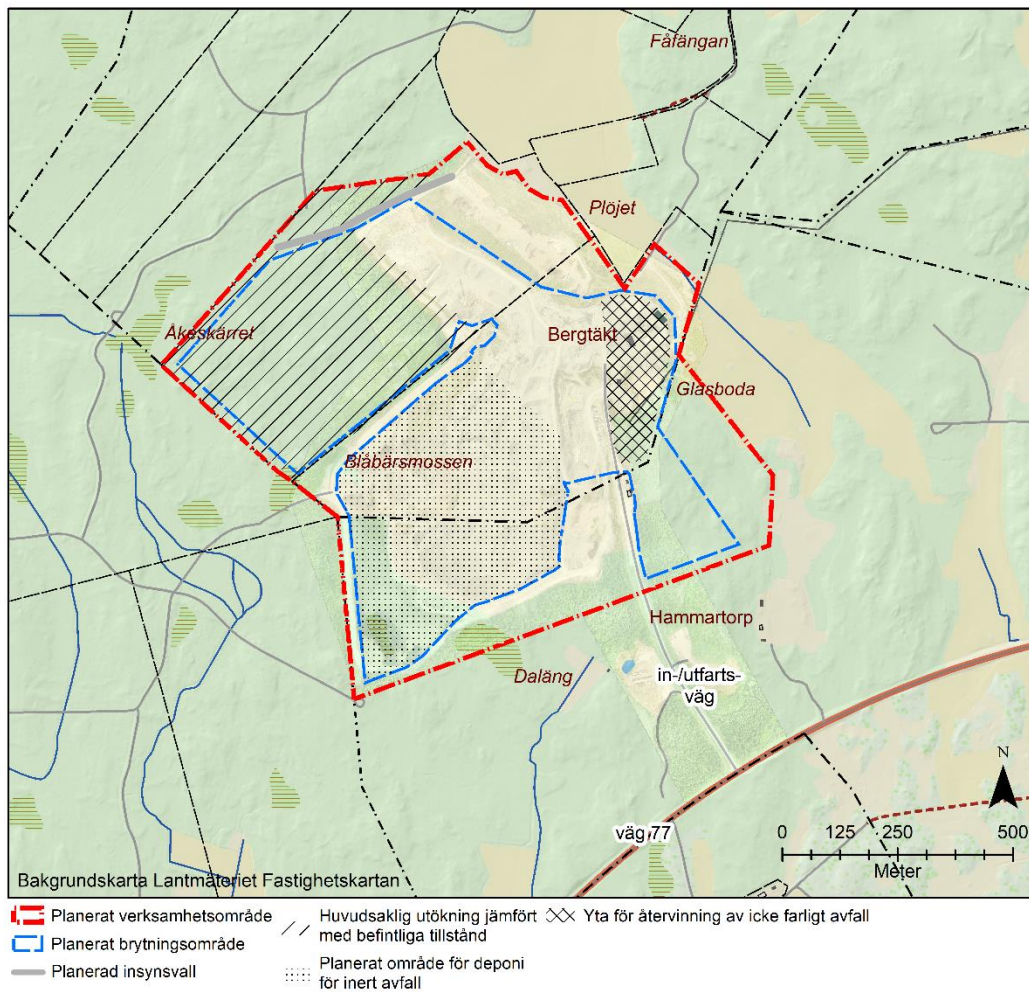 Fåfängan
Plöjet
Åkeskärret
Bergtäkt
Glasboda
Blåbärsmossen
Hammartorp
Daläng
in-/utfarts-
väg
N
väg 77
0 125 250 500
Meter
Bakgrundskarta Lantmäteriet Fastighetskartan
Planerat verksamhetsområde
Planerat brytningsområde
Planerad insynsvall
Huvudsaklig utökning jämfört
med befintliga tillstånd
Planerat område för deponi
för inert avfall
Yta för återvinning av icke farligt avfall